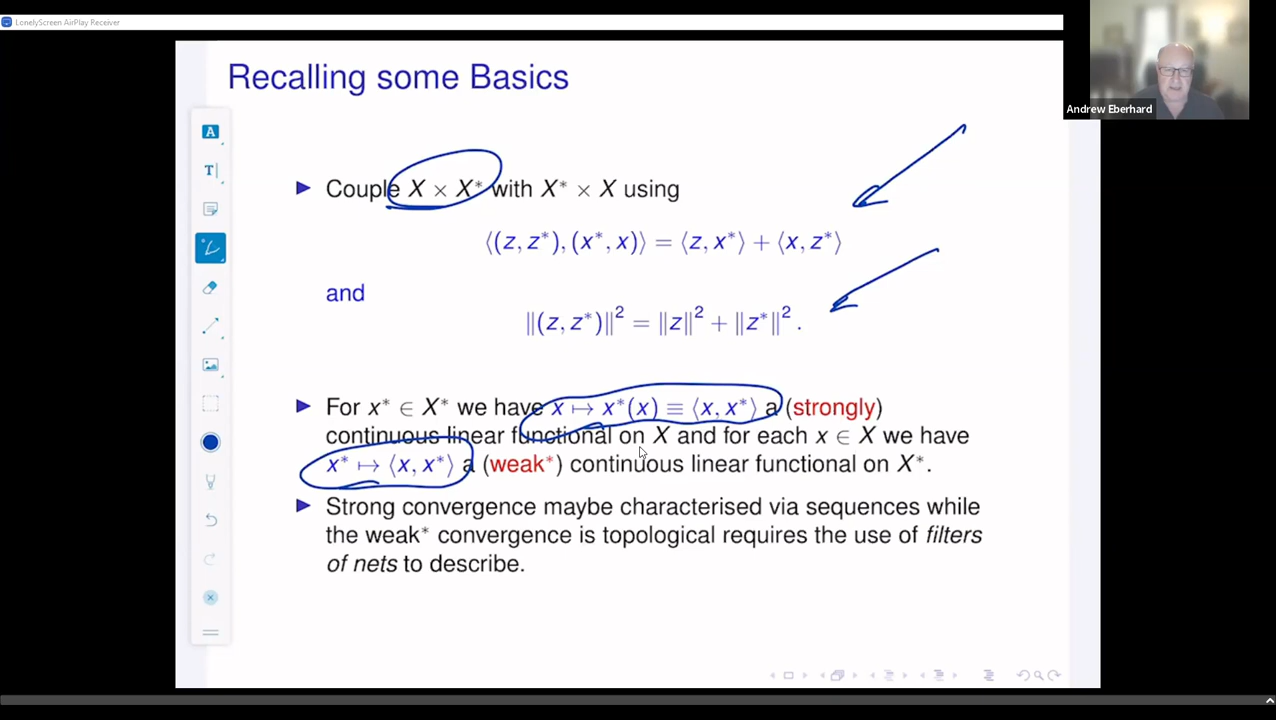 LonelyScreen AirPlay Receiver
Andrew Eberhard
Recalling some Basics
A
T
▶ Couple X × X* with X* × X using
⟨(z, z*), (x*, x)⟩ = ⟨z, x*⟩ + ⟨x, z*⟩
and
‖(z, z*)‖² = ‖z‖² + ‖z*‖² .
▶ For x* ∈ X* we have x ↦ x*(x) ≡ ⟨x, x*⟩ a (strongly)
continuous linear functional on X and for each x ∈ X we have
x* ↦ ⟨x, x*⟩ a (weak*) continuous linear functional on X*.
▶ Strong convergence maybe characterised via sequences while
the weak* convergence is topological requires the use of filters
of nets to describe.